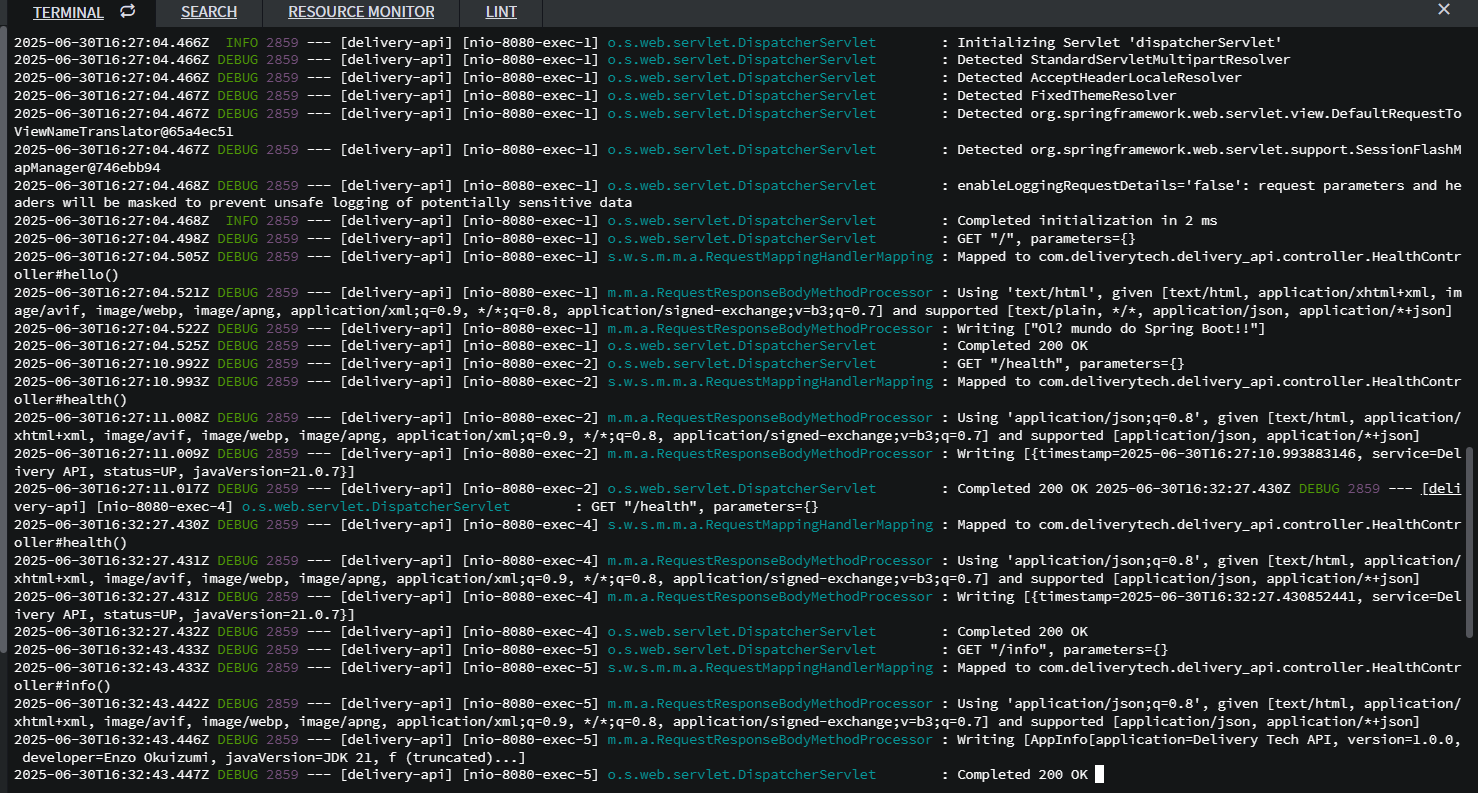 TERMINAL SEARCH RESOURCE MONITOR LINT ×
2025-06-30T16:27:04.466Z  INFO 2859 --- [delivery-api] [nio-8080-exec-1] o.s.web.servlet.DispatcherServlet        : Initializing Servlet 'dispatcherServlet'
2025-06-30T16:27:04.466Z DEBUG 2859 --- [delivery-api] [nio-8080-exec-1] o.s.web.servlet.DispatcherServlet        : Detected StandardServletMultipartResolver
2025-06-30T16:27:04.466Z DEBUG 2859 --- [delivery-api] [nio-8080-exec-1] o.s.web.servlet.DispatcherServlet        : Detected AcceptHeaderLocaleResolver
2025-06-30T16:27:04.467Z DEBUG 2859 --- [delivery-api] [nio-8080-exec-1] o.s.web.servlet.DispatcherServlet        : Detected FixedThemeResolver
2025-06-30T16:27:04.467Z DEBUG 2859 --- [delivery-api] [nio-8080-exec-1] o.s.web.servlet.DispatcherServlet        : Detected org.springframework.web.servlet.view.DefaultRequestTo
ViewNameTranslator@65a4ec51
2025-06-30T16:27:04.467Z DEBUG 2859 --- [delivery-api] [nio-8080-exec-1] o.s.web.servlet.DispatcherServlet        : Detected org.springframework.web.servlet.support.SessionFlashM
apManager@746ebb94
2025-06-30T16:27:04.468Z DEBUG 2859 --- [delivery-api] [nio-8080-exec-1] o.s.web.servlet.DispatcherServlet        : enableLoggingRequestDetails='false': request parameters and he
aders will be masked to prevent unsafe logging of potentially sensitive data
2025-06-30T16:27:04.468Z  INFO 2859 --- [delivery-api] [nio-8080-exec-1] o.s.web.servlet.DispatcherServlet        : Completed initialization in 2 ms
2025-06-30T16:27:04.498Z DEBUG 2859 --- [delivery-api] [nio-8080-exec-1] o.s.web.servlet.DispatcherServlet        : GET "/", parameters={}
2025-06-30T16:27:04.505Z DEBUG 2859 --- [delivery-api] [nio-8080-exec-1] s.w.s.m.m.a.RequestMappingHandlerMapping : Mapped to com.deliverytech.delivery_api.controller.HealthContr
oller#hello()
2025-06-30T16:27:04.521Z DEBUG 2859 --- [delivery-api] [nio-8080-exec-1] m.m.a.RequestResponseBodyMethodProcessor : Using 'text/html', given [text/html, application/xhtml+xml, im
age/avif, image/webp, image/apng, application/xml;q=0.9, */*;q=0.8, application/signed-exchange;v=b3;q=0.7] and supported [text/plain, */*, application/json, application/*+json]
2025-06-30T16:27:04.522Z DEBUG 2859 --- [delivery-api] [nio-8080-exec-1] m.m.a.RequestResponseBodyMethodProcessor : Writing ["Ol? mundo do Spring Boot!!"]
2025-06-30T16:27:04.525Z DEBUG 2859 --- [delivery-api] [nio-8080-exec-1] o.s.web.servlet.DispatcherServlet        : Completed 200 OK
2025-06-30T16:27:10.992Z DEBUG 2859 --- [delivery-api] [nio-8080-exec-2] o.s.web.servlet.DispatcherServlet        : GET "/health", parameters={}
2025-06-30T16:27:10.993Z DEBUG 2859 --- [delivery-api] [nio-8080-exec-2] s.w.s.m.m.a.RequestMappingHandlerMapping : Mapped to com.deliverytech.delivery_api.controller.HealthContr
oller#health()
2025-06-30T16:27:11.008Z DEBUG 2859 --- [delivery-api] [nio-8080-exec-2] m.m.a.RequestResponseBodyMethodProcessor : Using 'application/json;q=0.8', given [text/html, application/
xhtml+xml, image/avif, image/webp, image/apng, application/xml;q=0.9, */*;q=0.8, application/signed-exchange;v=b3;q=0.7] and supported [application/json, application/*+json]
2025-06-30T16:27:11.009Z DEBUG 2859 --- [delivery-api] [nio-8080-exec-2] m.m.a.RequestResponseBodyMethodProcessor : Writing [{timestamp=2025-06-30T16:27:10.993883146, service=Del
ivery API, status=UP, javaVersion=21.0.7}]
2025-06-30T16:27:11.017Z DEBUG 2859 --- [delivery-api] [nio-8080-exec-2] o.s.web.servlet.DispatcherServlet        : Completed 200 OK 2025-06-30T16:32:27.430Z DEBUG 2859 --- [deli
very-api] [nio-8080-exec-4] o.s.web.servlet.DispatcherServlet        : GET "/health", parameters={}
2025-06-30T16:32:27.430Z DEBUG 2859 --- [delivery-api] [nio-8080-exec-4] s.w.s.m.m.a.RequestMappingHandlerMapping : Mapped to com.deliverytech.delivery_api.controller.HealthContr
oller#health()
2025-06-30T16:32:27.431Z DEBUG 2859 --- [delivery-api] [nio-8080-exec-4] m.m.a.RequestResponseBodyMethodProcessor : Using 'application/json;q=0.8', given [text/html, application/
xhtml+xml, image/avif, image/webp, image/apng, application/xml;q=0.9, */*;q=0.8, application/signed-exchange;v=b3;q=0.7] and supported [application/json, application/*+json]
2025-06-30T16:32:27.431Z DEBUG 2859 --- [delivery-api] [nio-8080-exec-4] m.m.a.RequestResponseBodyMethodProcessor : Writing [{timestamp=2025-06-30T16:32:27.430852441, service=Del
ivery API, status=UP, javaVersion=21.0.7}]
2025-06-30T16:32:27.432Z DEBUG 2859 --- [delivery-api] [nio-8080-exec-4] o.s.web.servlet.DispatcherServlet        : Completed 200 OK
2025-06-30T16:32:43.433Z DEBUG 2859 --- [delivery-api] [nio-8080-exec-5] o.s.web.servlet.DispatcherServlet        : GET "/info", parameters={}
2025-06-30T16:32:43.433Z DEBUG 2859 --- [delivery-api] [nio-8080-exec-5] s.w.s.m.m.a.RequestMappingHandlerMapping : Mapped to com.deliverytech.delivery_api.controller.HealthContr
oller#info()
2025-06-30T16:32:43.442Z DEBUG 2859 --- [delivery-api] [nio-8080-exec-5] m.m.a.RequestResponseBodyMethodProcessor : Using 'application/json;q=0.8', given [text/html, application/
xhtml+xml, image/avif, image/webp, image/apng, application/xml;q=0.9, */*;q=0.8, application/signed-exchange;v=b3;q=0.7] and supported [application/json, application/*+json]
2025-06-30T16:32:43.446Z DEBUG 2859 --- [delivery-api] [nio-8080-exec-5] m.m.a.RequestResponseBodyMethodProcessor : Writing [AppInfo[application=Delivery Tech API, version=1.0.0,
 developer=Enzo Okuizumi, javaVersion=JDK 21, f (truncated)...]
2025-06-30T16:32:43.447Z DEBUG 2859 --- [delivery-api] [nio-8080-exec-5] o.s.web.servlet.DispatcherServlet        : Completed 200 OK